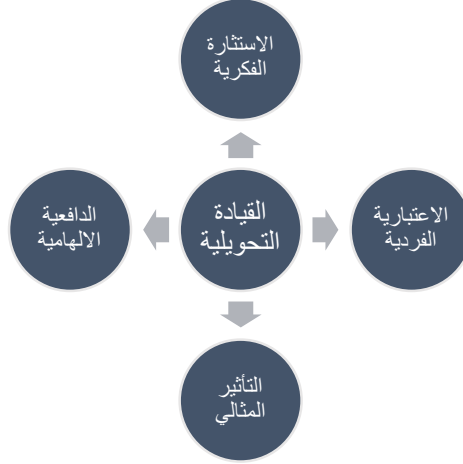 الاستثارة
الفكرية
الاعتبارية
الفردية
القيادة
التحويلية
الدافعية
الالهامية
التأثير
المثالي